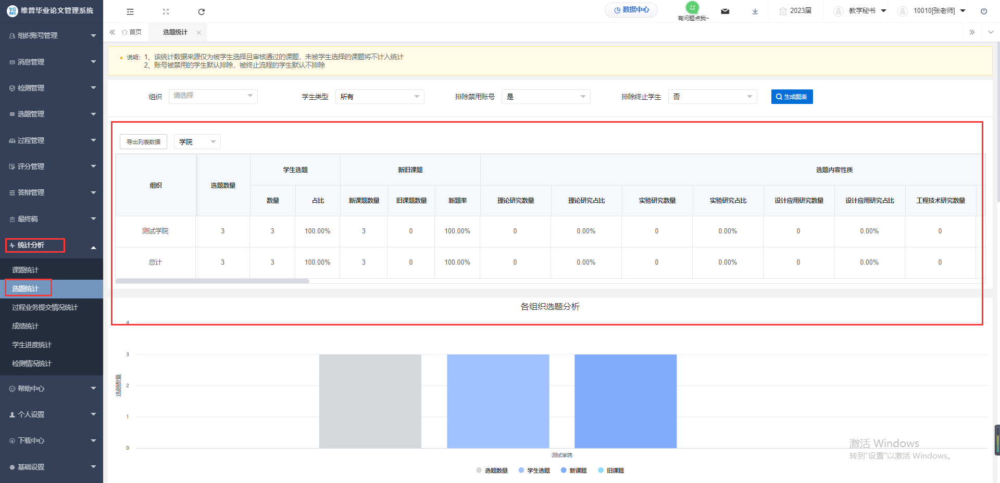 维普毕业论文管理系统
数据中心
有问题点我~
2023届
教学秘书
10010[张老师]
首页
选题统计
组织账号管理
消息管理
检测管理
选题管理
过程管理
评分管理
答辩管理
最终稿
统计分析
课题统计
选题统计
过程业务提交情况统计
成绩统计
学生进度统计
检测情况统计
帮助中心
个人设置
下载中心
基础设置
说明：1、该统计数据来源仅为被学生选择且审核通过的课题，未被学生选择的课题将不计入统计
2、账号被禁用的学生默认排除，被终止流程的学生默认不排除
组织 请选择 学生类型 所有 排除禁用账号 是 排除终止学生 否 生成图表
导出列表数据 学院
组织 选题数量 学生选题 新旧课题 选题内容性质
数量 占比 新课题数量 旧课题数量 新题率 理论研究数量 理论研究占比 实验研究数量 实验研究占比 设计应用研究数量 设计应用研究占比 工程技术研究数量
测试学院 3 3 100.00% 3 0 100.00% 0 0.00% 0 0.00% 0 0.00% 0
总计 3 3 100.00% 3 0 100.00% 0 0.00% 0 0.00% 0 0.00% 0
各组织选题分析
4
3
2
1
0
选题数量
测试学院
选题数量 学生选题 新课题 旧课题
激活 Windows
转到“设置”以激活 Windows。